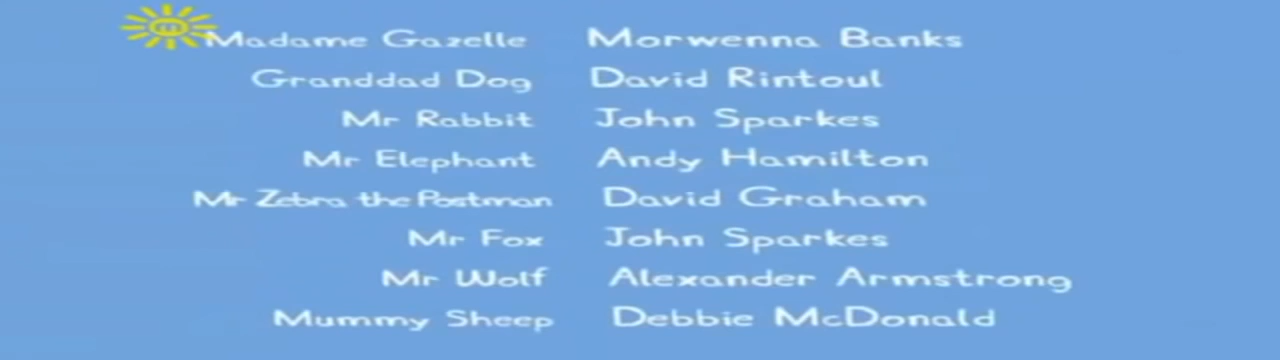 Madame Gazelle Morwenna Banks
Granddad Dog David Rintoul
Mr Rabbit John Sparkes
Mr Elephant Andy Hamilton
Mr Zebra the Postman David Graham
Mr Fox John Sparkes
Mr Wolf Alexander Armstrong
Mummy Sheep Debbie McDonald